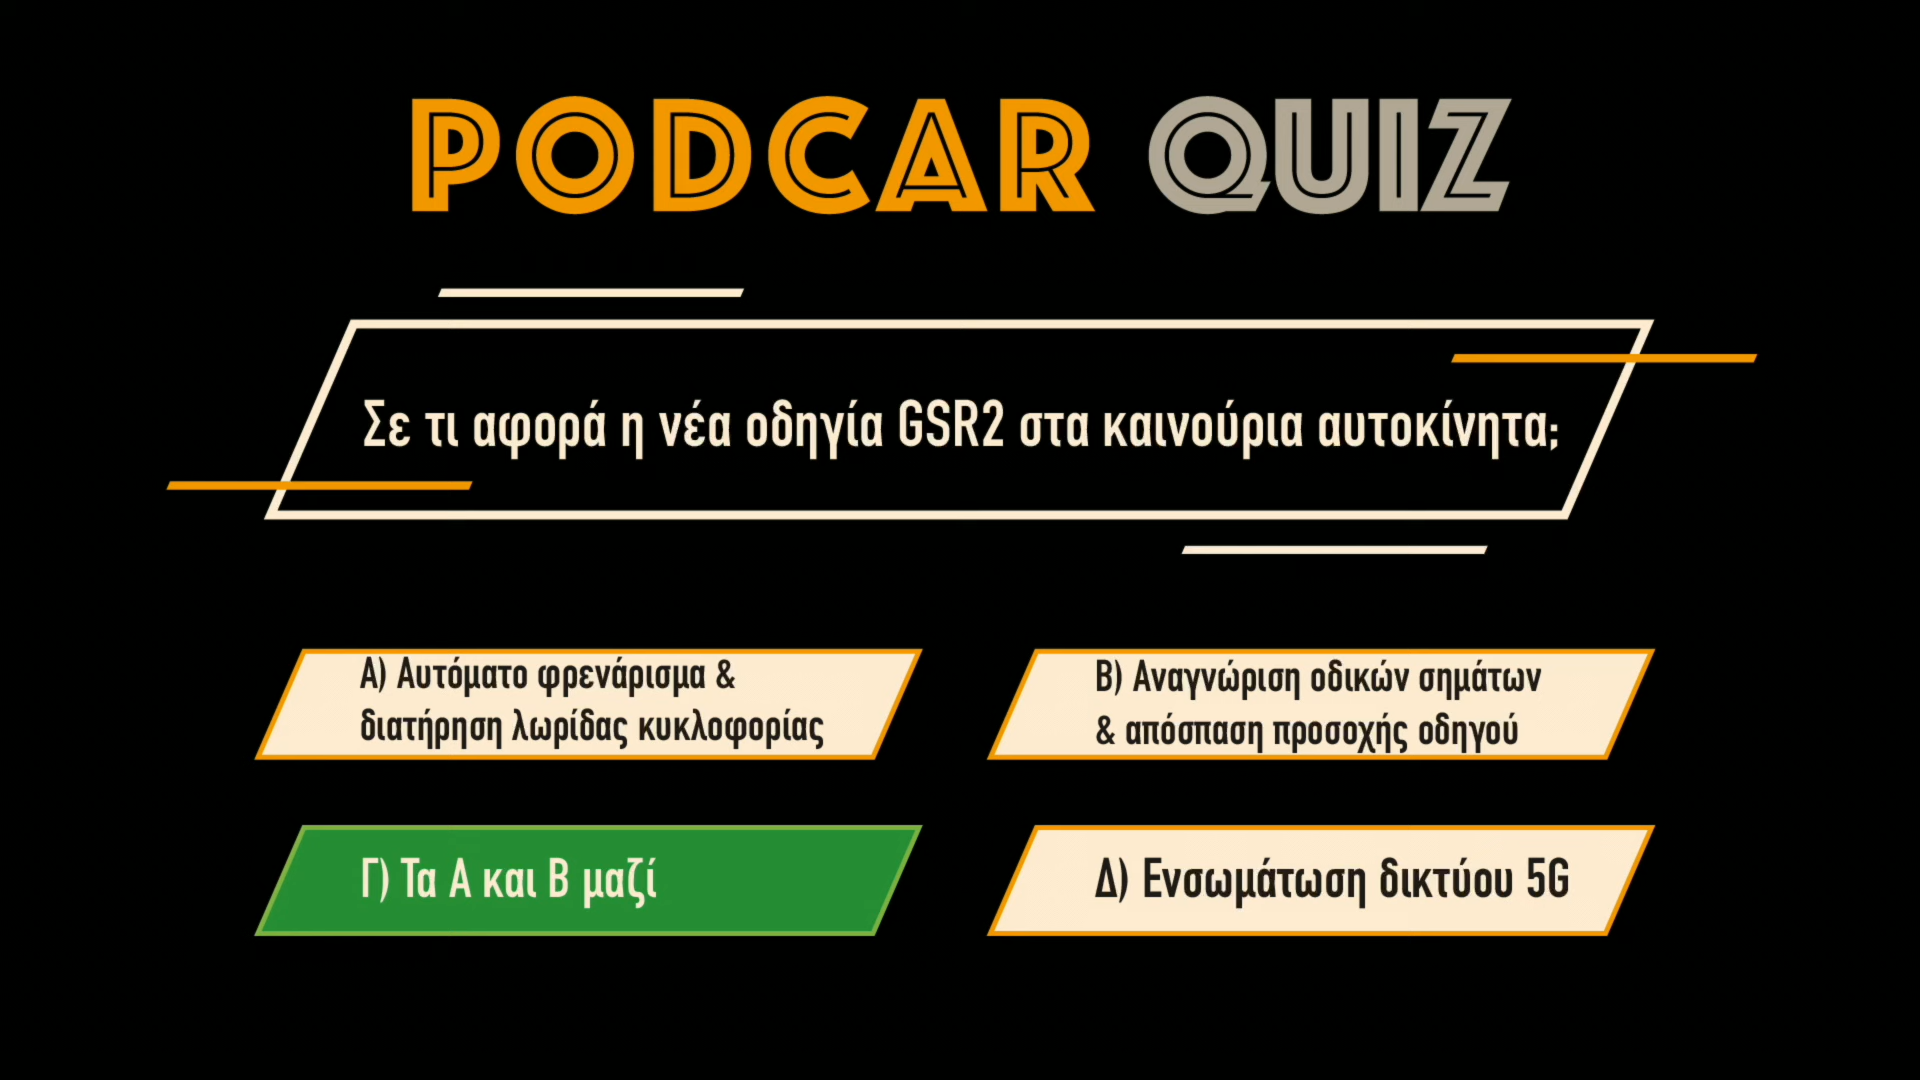 PODCAR QUIZ
Σε τι αφορά η νέα οδηγία GSR2 στα καινούρια αυτοκίνητα;
Α) Αυτόματο φρενάρισμα &
διατήρηση λωρίδας κυκλοφορίας
Β) Αναγνώριση οδικών σημάτων
& απόσπαση προσοχής οδηγού
Γ) Τα Α και Β μαζί
Δ) Ενσωμάτωση δικτύου 5G